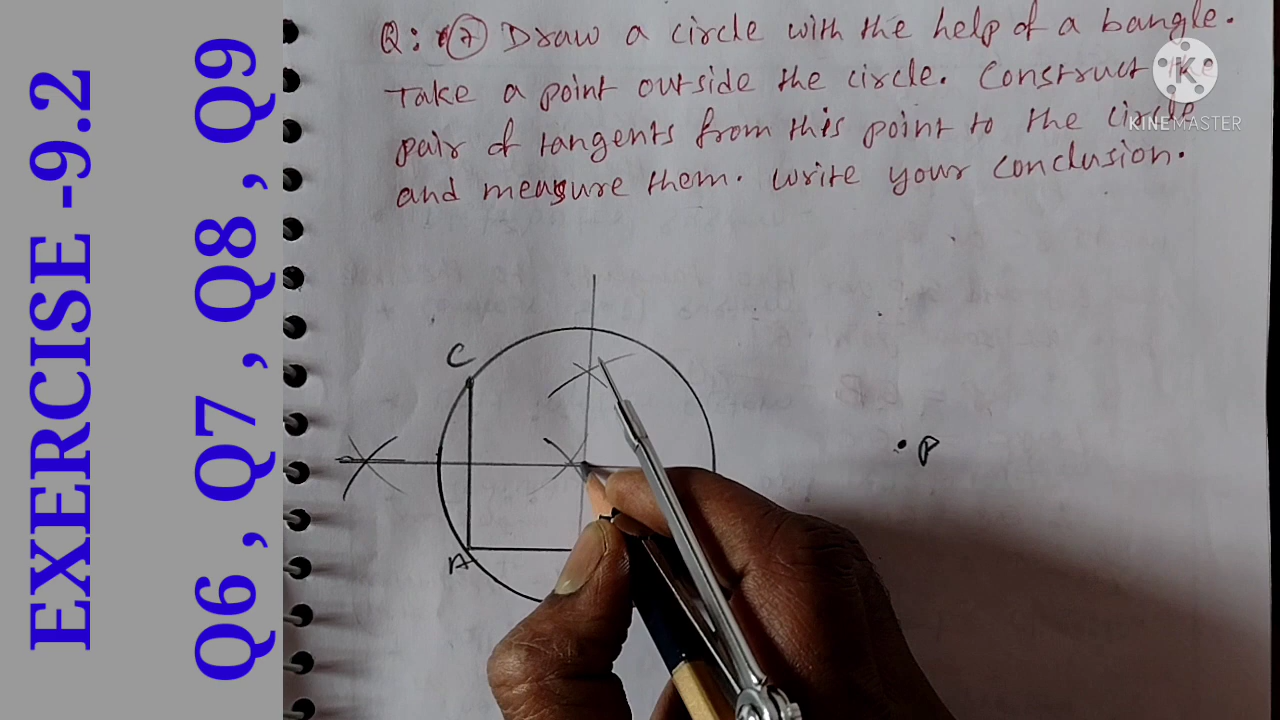 EXERCISE -9.2
Q6 , Q7 , Q8 , Q9
Q: (7) Draw a circle with the help of a bangle.
Take a point outside the circle. Construct the
pair of tangents from this point to the circle
and measure them. Write your conclusion.
K
KINEMASTER
C
P
A